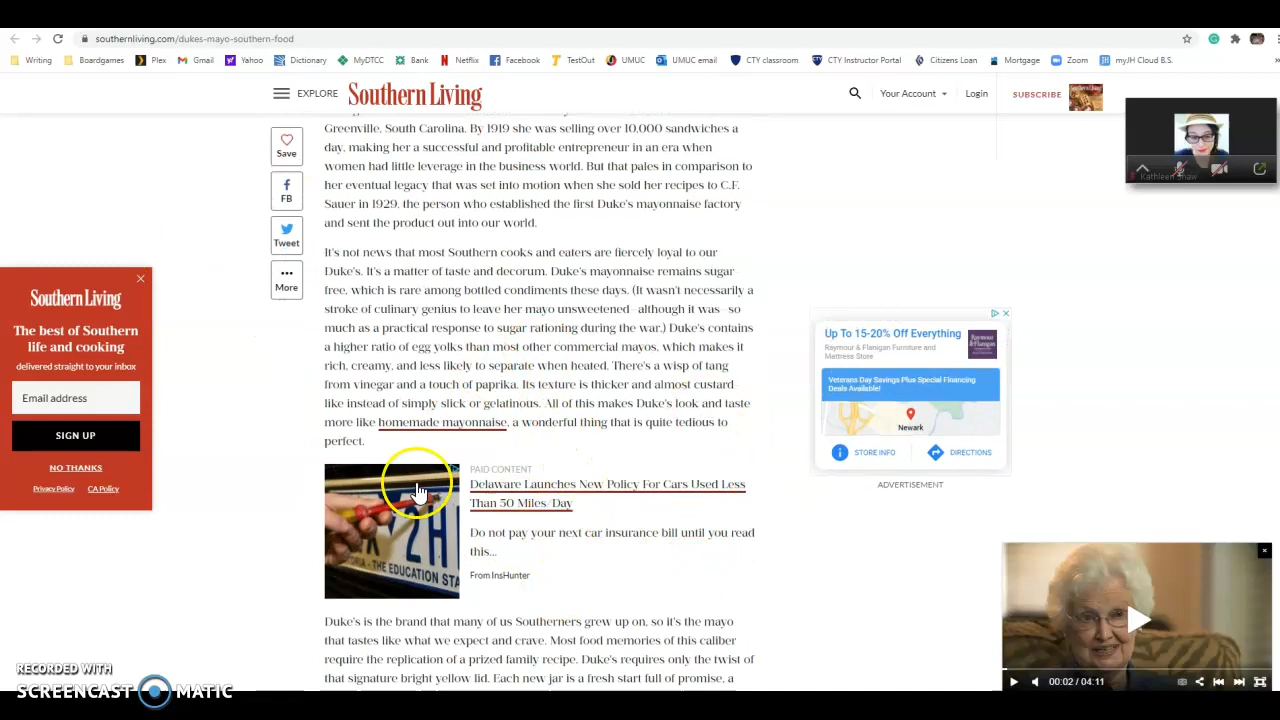 southernliving.com/dukes-mayo-southern-food
Writing Boardgames Plex Gmail Yahoo Dictionary MyDTCC Bank Netflix Facebook TestOut UMUC UMUC email CTY classroom CTY Instructor Portal Citizens Loan Mortgage Zoom myJH Cloud B.S.
EXPLORE Southern Living Your Account Login SUBSCRIBE
Greenville, South Carolina. By 1919 she was selling over 10,000 sandwiches a
day, making her a successful and profitable entrepreneur in an era when
women had little leverage in the business world. But that pales in comparison to
her eventual legacy that was set into motion when she sold her recipes to C.F.
Sauer in 1929, the person who established the first Duke's mayonnaise factory
and sent the product out into our world.
It's not news that most Southern cooks and eaters are fiercely loyal to our
Duke's. It's a matter of taste and decorum. Duke's mayonnaise remains sugar-
free, which is rare among bottled condiments these days. (It wasn't necessarily a
stroke of culinary genius to leave her mayo unsweetened—although it was—so
much as a practical response to sugar rationing during the war.) Duke's contains
a higher ratio of egg yolks than most other commercial mayos, which makes it
rich, creamy, and less likely to separate when heated. There's a wisp of tang
from vinegar and a touch of paprika. Its texture is thicker and almost custard-
like instead of simply slick or gelatinous. All of this makes Duke's look and taste
more like homemade mayonnaise, a wonderful thing that is quite tedious to
perfect.
PAID CONTENT
Delaware Launches New Policy For Cars Used Less
Than 50 Miles/Day
Do not pay your next car insurance bill until you read
this...
From InsHunter
2H
THE EDUCATION STA
Duke's is the brand that many of us Southerners grew up on, so it's the mayo
that tastes like what we expect and crave. Most food memories of this caliber
require the replication of a prized family recipe. Duke's requires only the twist of
that signature bright yellow lid. Each new jar is a fresh start full of promise, a
Save
FB
Tweet
More
Southern Living
The best of Southern
life and cooking
delivered straight to your inbox
Email address
SIGN UP
NO THANKS
Privacy Policy CA Policy
Kathleen Shaw
Up To 15-20% Off Everything
Raymour & Flanigan Furniture and
Mattress Store
Veterans Day Savings Plus Special Financing
Deals Available!
Newark
STORE INFO DIRECTIONS
ADVERTISEMENT
00:02 / 04:11
RECORDED WITH
SCREENCAST MATIC